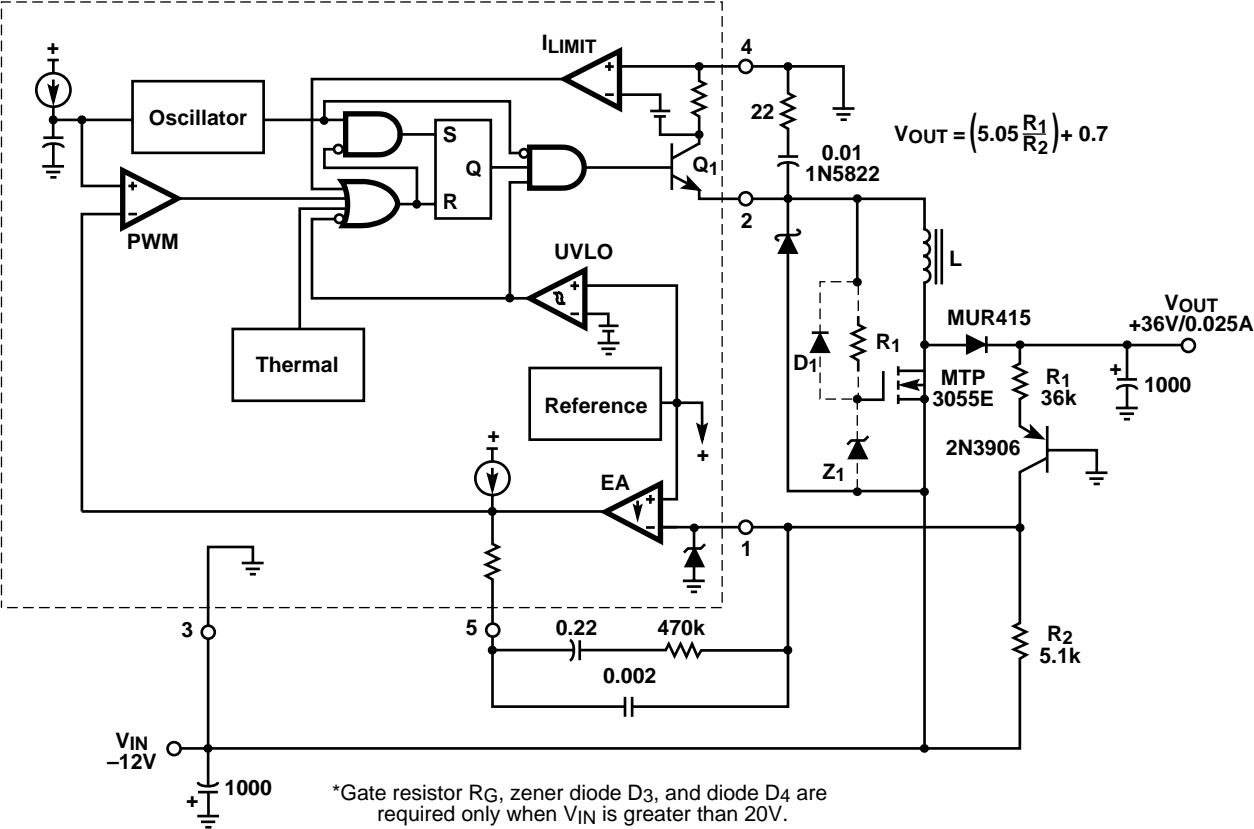 ILIMIT
4
Oscillator
22
VOUT = (5.05 R1/R2) + 0.7
S
Q
R
Q1
0.01
1N5822
2
PWM
UVLO
L
VOUT
+36V/0.025A
MUR415
Thermal
D1
R1
MTP
3055E
R1
36k
1000
Reference
2N3906
Z1
EA
1
3
5
0.22
470k
R2
5.1k
0.002
VIN
–12V
1000
*Gate resistor RG, zener diode D3, and diode D4 are
required only when VIN is greater than 20V.